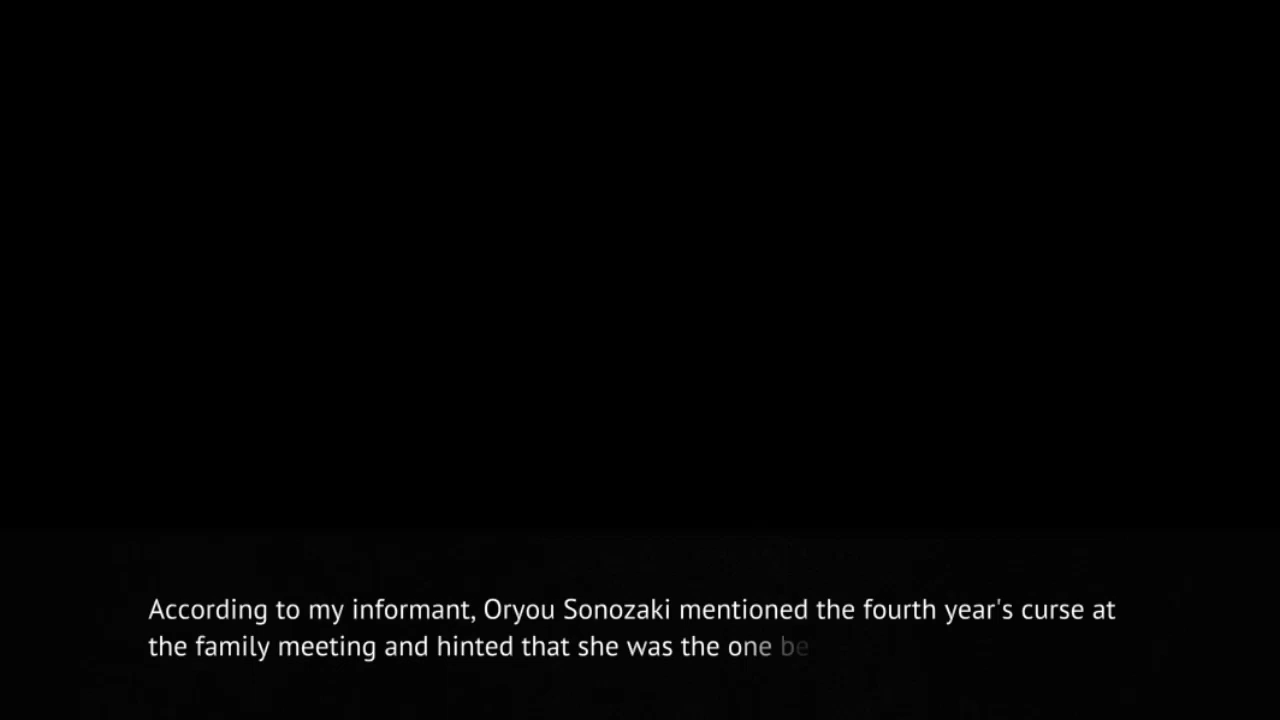 According to my informant, Oryou Sonozaki mentioned the fourth year's curse at
the family meeting and hinted that she was the one be